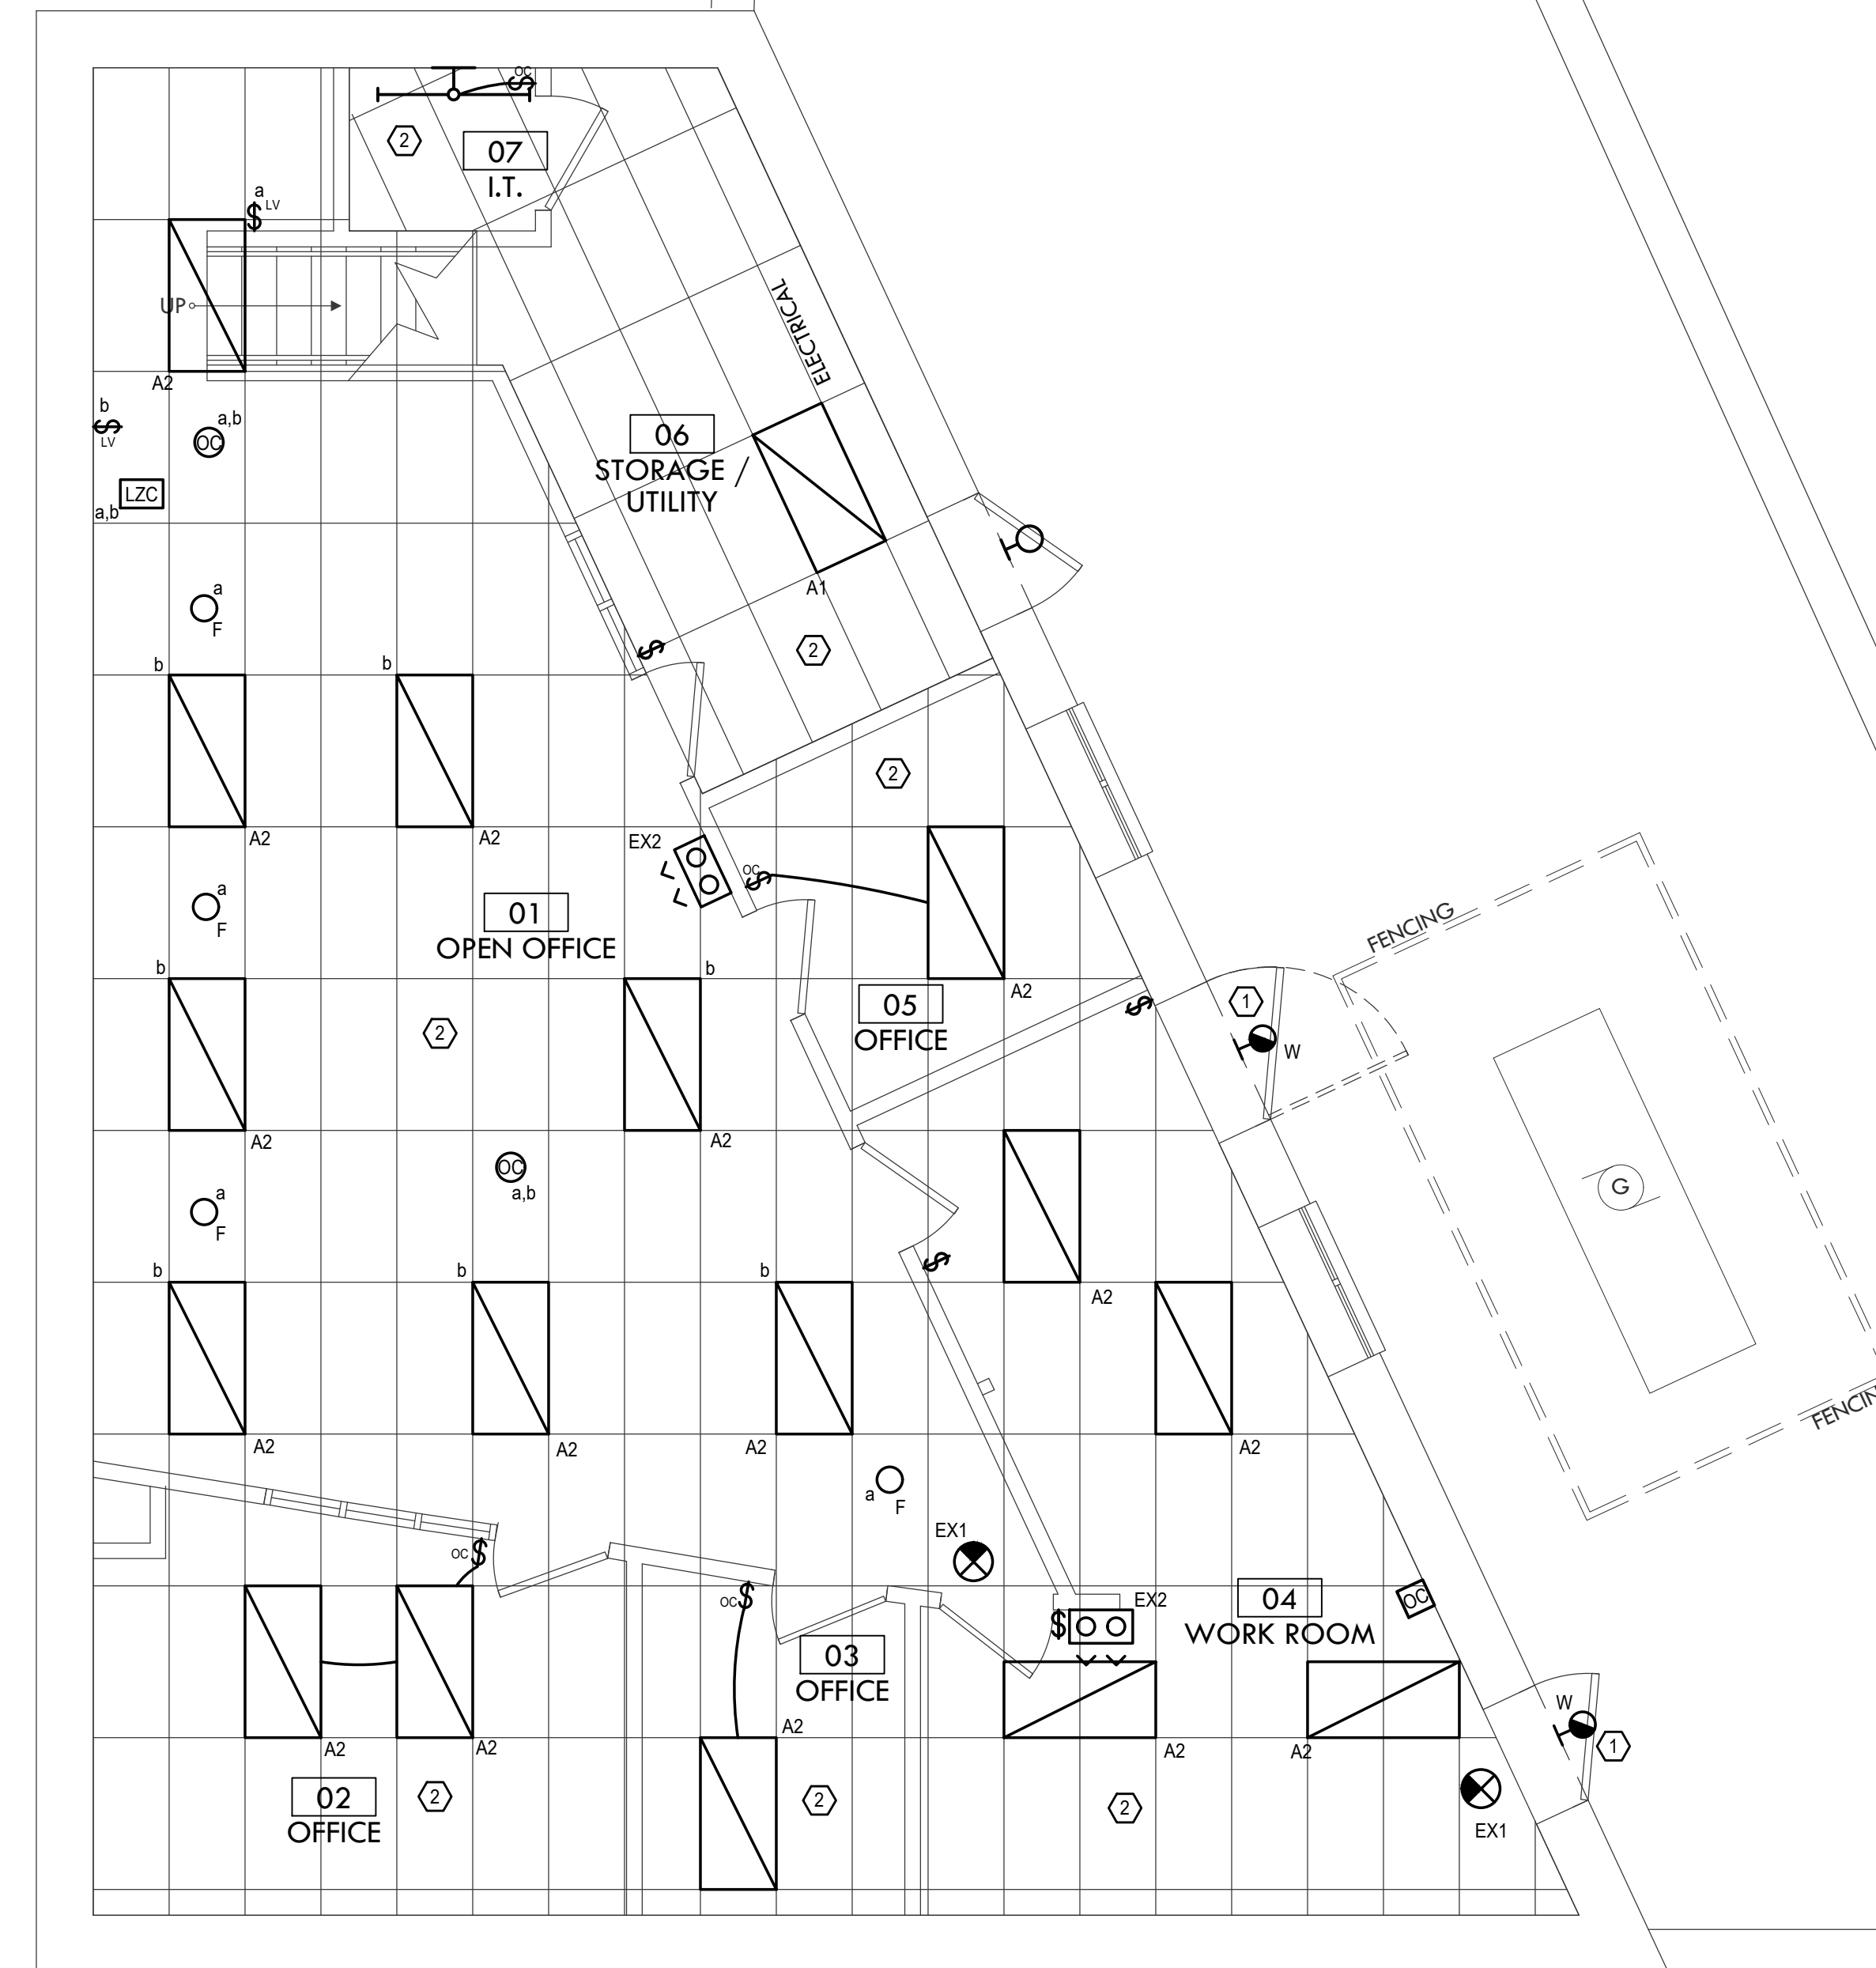 OC
2
07
I.T.
a
$ LV
UP
A2
ELECTRICAL
b
$
LV
a,b
OC
LZC
a,b
06
STORAGE /
UTILITY
A1
a
F
$
2
b
b
A2
A2
2
EX2
OC
$
a
F
01
OPEN OFFICE
FENCING
b
b
A2
05
OFFICE
$
1
W
2
A2
A2
OC
a,b
a
F
G
$
b
b
b
A2
A2
A2
A2
A2
FENCIN
a
F
EX1
OC $
OC $
EX2
$
04
WORK ROOM
OC
03
OFFICE
W
1
A2
A2
A2
A2
A2
02
OFFICE
2
2
2
EX1